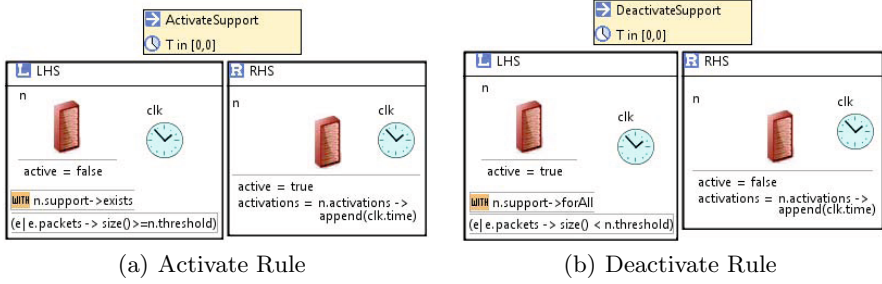 ActivateSupport
T in [0,0]
L LHS
n
clk
active = false
WITH n.support->exists
(e| e.packets -> size()>=n.threshold)
R RHS
n
clk
active = true
activations = n.activations ->
append(clk.time)
(a) Activate Rule
DeactivateSupport
T in [0,0]
L LHS
n
clk
active = true
WITH n.support->forAll
(e| e.packets -> size() < n.threshold)
R RHS
n
clk
active = false
activations = n.activations ->
append(clk.time)
(b) Deactivate Rule